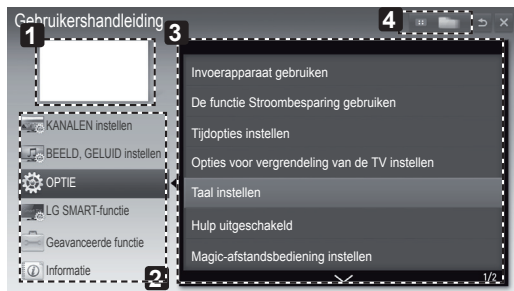 Gebruikershandleiding
1
3
4
KANALEN instellen
BEELD, GELUID instellen
OPTIE
LG SMART-functie
Geavanceerde functie
Informatie
2
Invoerapparaat gebruiken
De functie Stroombesparing gebruiken
Tijdopties instellen
Opties voor vergrendeling van de TV instellen
Taal instellen
Hulp uitgeschakeld
Magic-afstandsbediening instellen
1/2